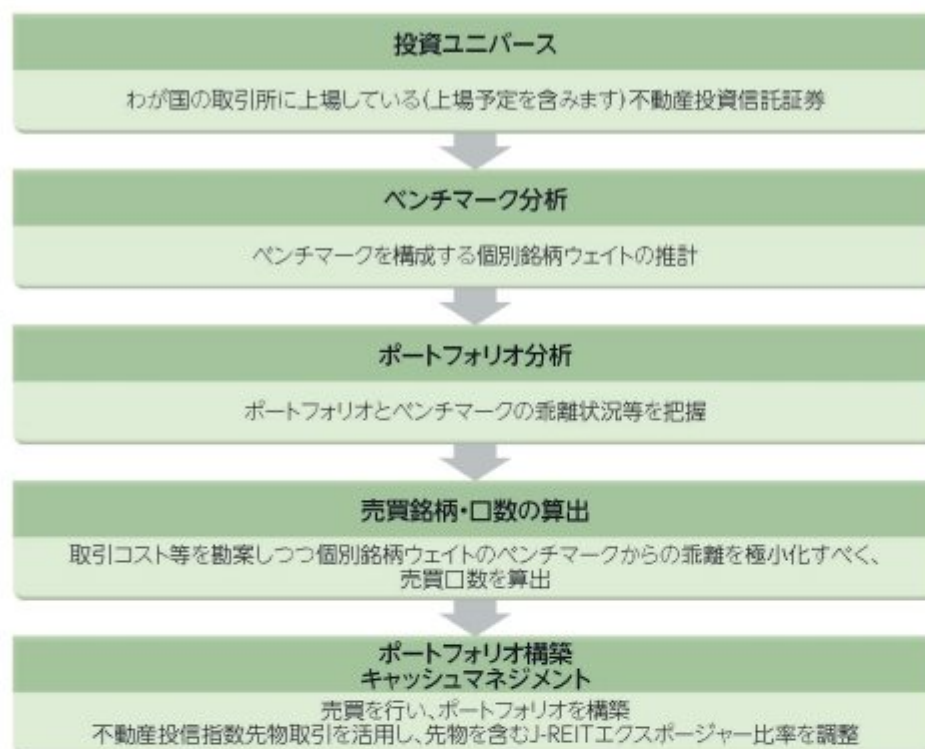 投資ユニバース
わが国の取引所に上場している(上場予定を含みます)不動産投資信託証券
ベンチマーク分析
ベンチマークを構成する個別銘柄ウェイトの推計
ポートフォリオ分析
ポートフォリオとベンチマークの乖離状況等を把握
売買銘柄・口数の算出
取引コスト等を勘案しつつ個別銘柄ウェイトのベンチマークからの乖離を極小化すべく、
売買口数を算出
ポートフォリオ構築
キャッシュマネジメント
売買を行い、ポートフォリオを構築
不動産投信指数先物取引を活用し、先物を含むJ-REITエクスポージャー比率を調整